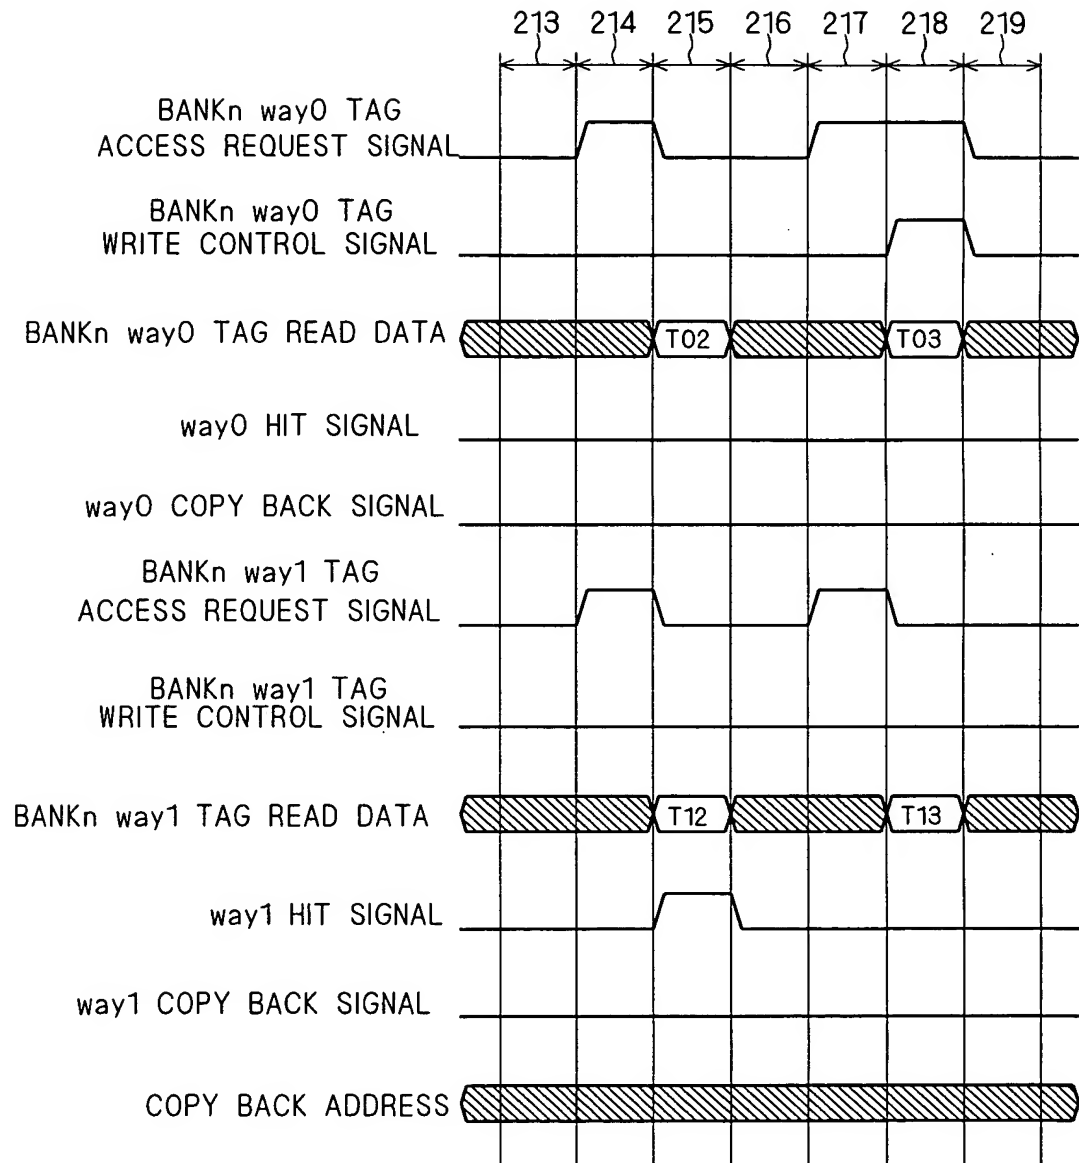 213 214 215 216 217 218 219
BANKn way0 TAG
ACCESS REQUEST SIGNAL
BANKn way0 TAG
WRITE CONTROL SIGNAL
BANKn way0 TAG READ DATA
T02 T03
way0 HIT SIGNAL
way0 COPY BACK SIGNAL
BANKn way1 TAG
ACCESS REQUEST SIGNAL
BANKn way1 TAG
WRITE CONTROL SIGNAL
BANKn way1 TAG READ DATA
T12 T13
way1 HIT SIGNAL
way1 COPY BACK SIGNAL
COPY BACK ADDRESS